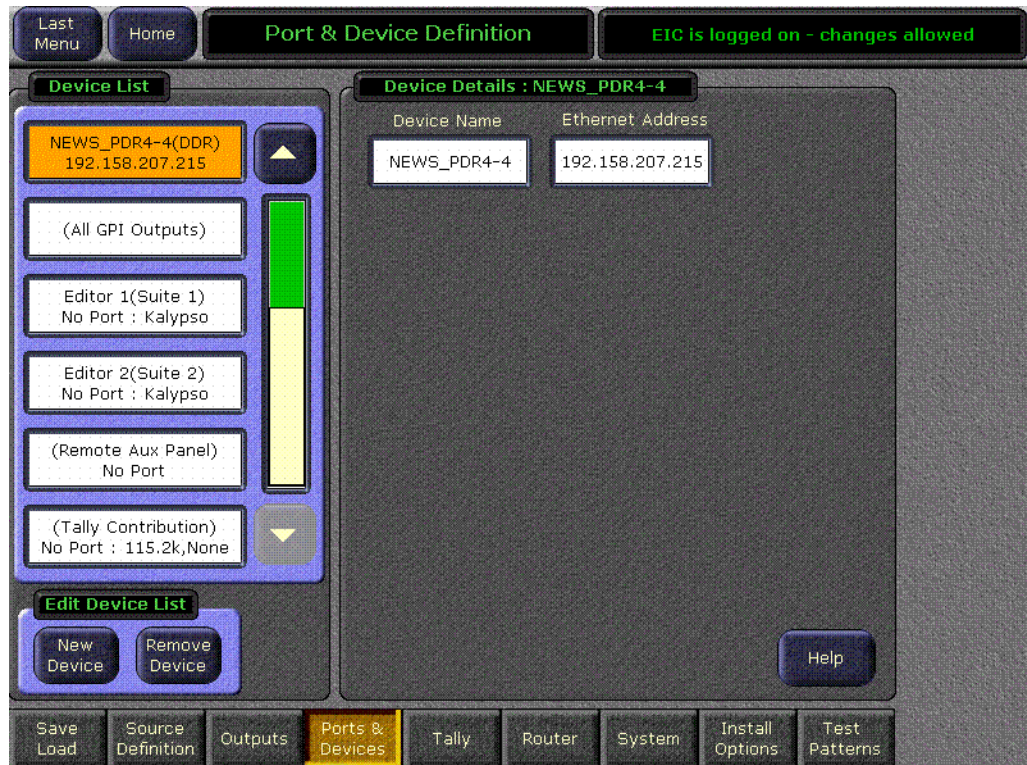 Last
Menu
Home
Port & Device Definition
EIC is logged on - changes allowed
Device List
NEWS_PDR4-4(DDR)
192.158.207.215
(All GPI Outputs)
Editor 1(Suite 1)
No Port : Kalypso
Editor 2(Suite 2)
No Port : Kalypso
(Remote Aux Panel)
No Port
(Tally Contribution)
No Port : 115.2k,None
Edit Device List
New
Device
Remove
Device
Device Details : NEWS_PDR4-4
Device Name
Ethernet Address
NEWS_PDR4-4
192.158.207.215
Help
Save
Load
Source
Definition
Outputs
Ports &
Devices
Tally
Router
System
Install
Options
Test
Patterns